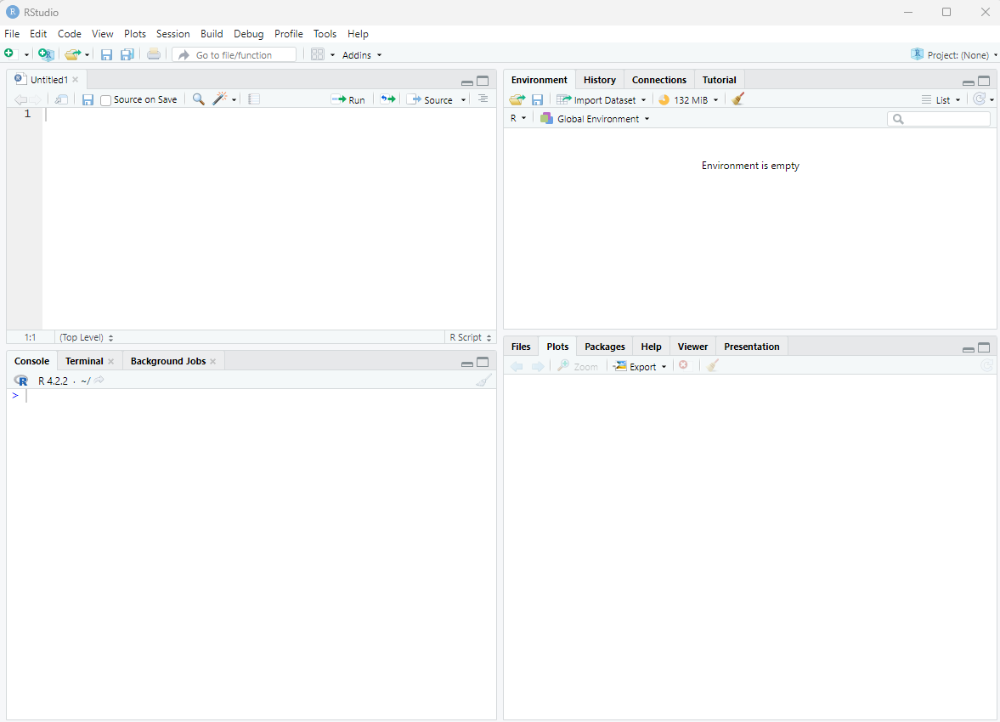 RStudio
File Edit Code View Plots Session Build Debug Profile Tools Help
Go to file/function Addins Project: (None)
Untitled1
Source on Save Run Source
1
1:1 (Top Level) R Script
Console Terminal Background Jobs
R 4.2.2 · ~/
>
Environment History Connections Tutorial
Import Dataset 132 MiB List
R Global Environment
Environment is empty
Files Plots Packages Help Viewer Presentation
Zoom Export